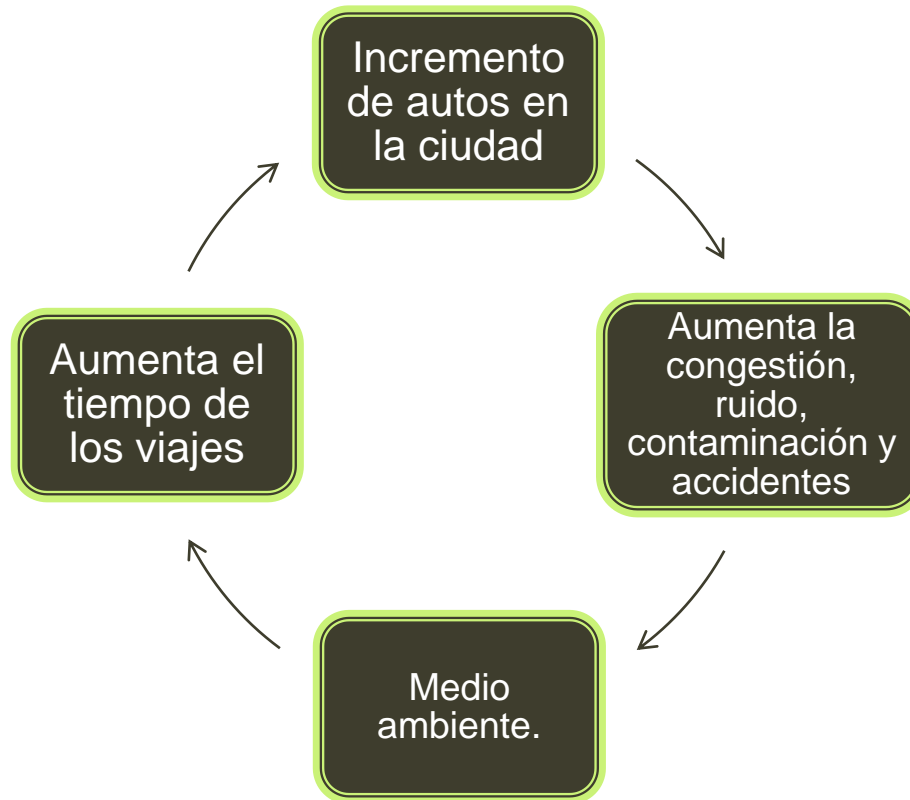 Incremento
de autos en
la ciudad
Aumenta la
congestión,
ruido,
contaminación y
accidentes
Medio
ambiente.
Aumenta el
tiempo de
los viajes